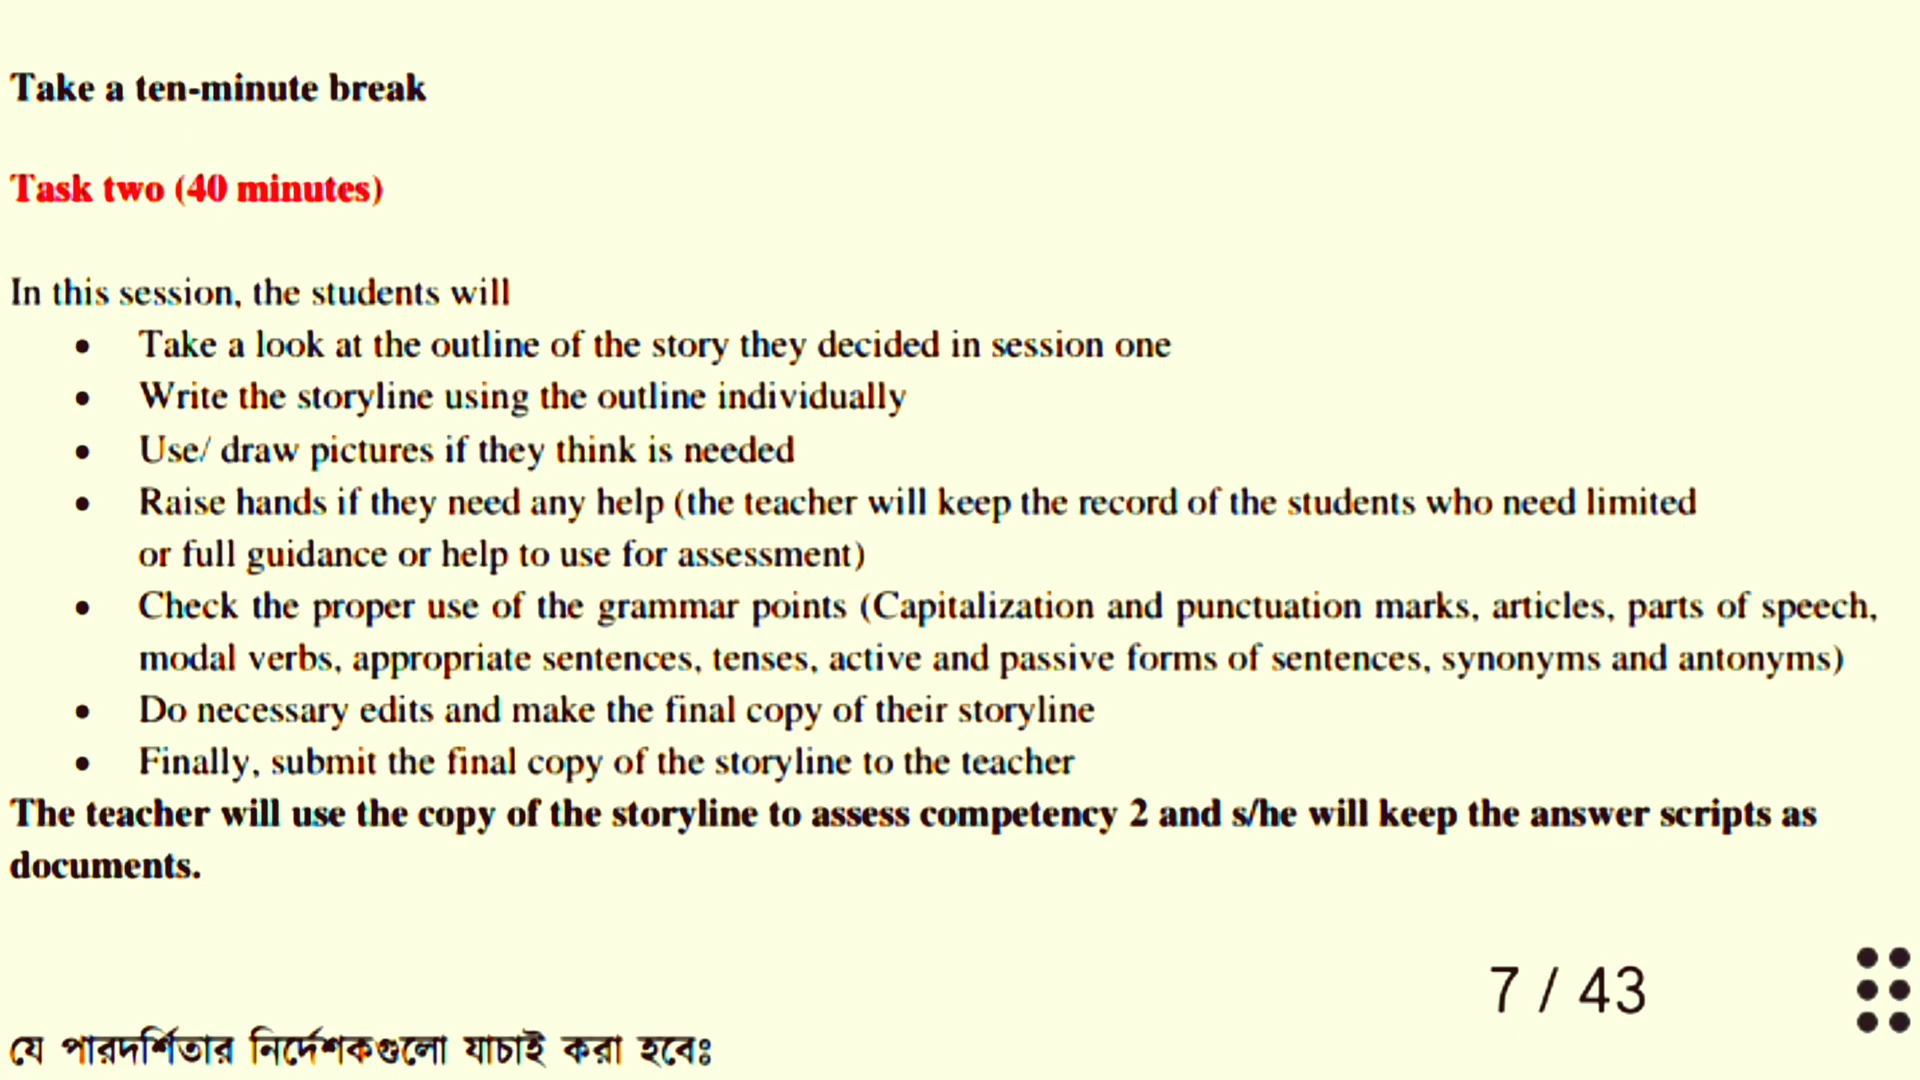 Take a ten-minute break
Task two (40 minutes)
In this session, the students will
• Take a look at the outline of the story they decided in session one
• Write the storyline using the outline individually
• Use/ draw pictures if they think is needed
• Raise hands if they need any help (the teacher will keep the record of the students who need limited
or full guidance or help to use for assessment)
• Check the proper use of the grammar points (Capitalization and punctuation marks, articles, parts of speech,
modal verbs, appropriate sentences, tenses, active and passive forms of sentences, synonyms and antonyms)
• Do necessary edits and make the final copy of their storyline
• Finally, submit the final copy of the storyline to the teacher
The teacher will use the copy of the storyline to assess competency 2 and s/he will keep the answer scripts as
documents.
7 / 43
যে পারদর্শিতার নির্দেশকগুলো যাচাই করা হবেঃ